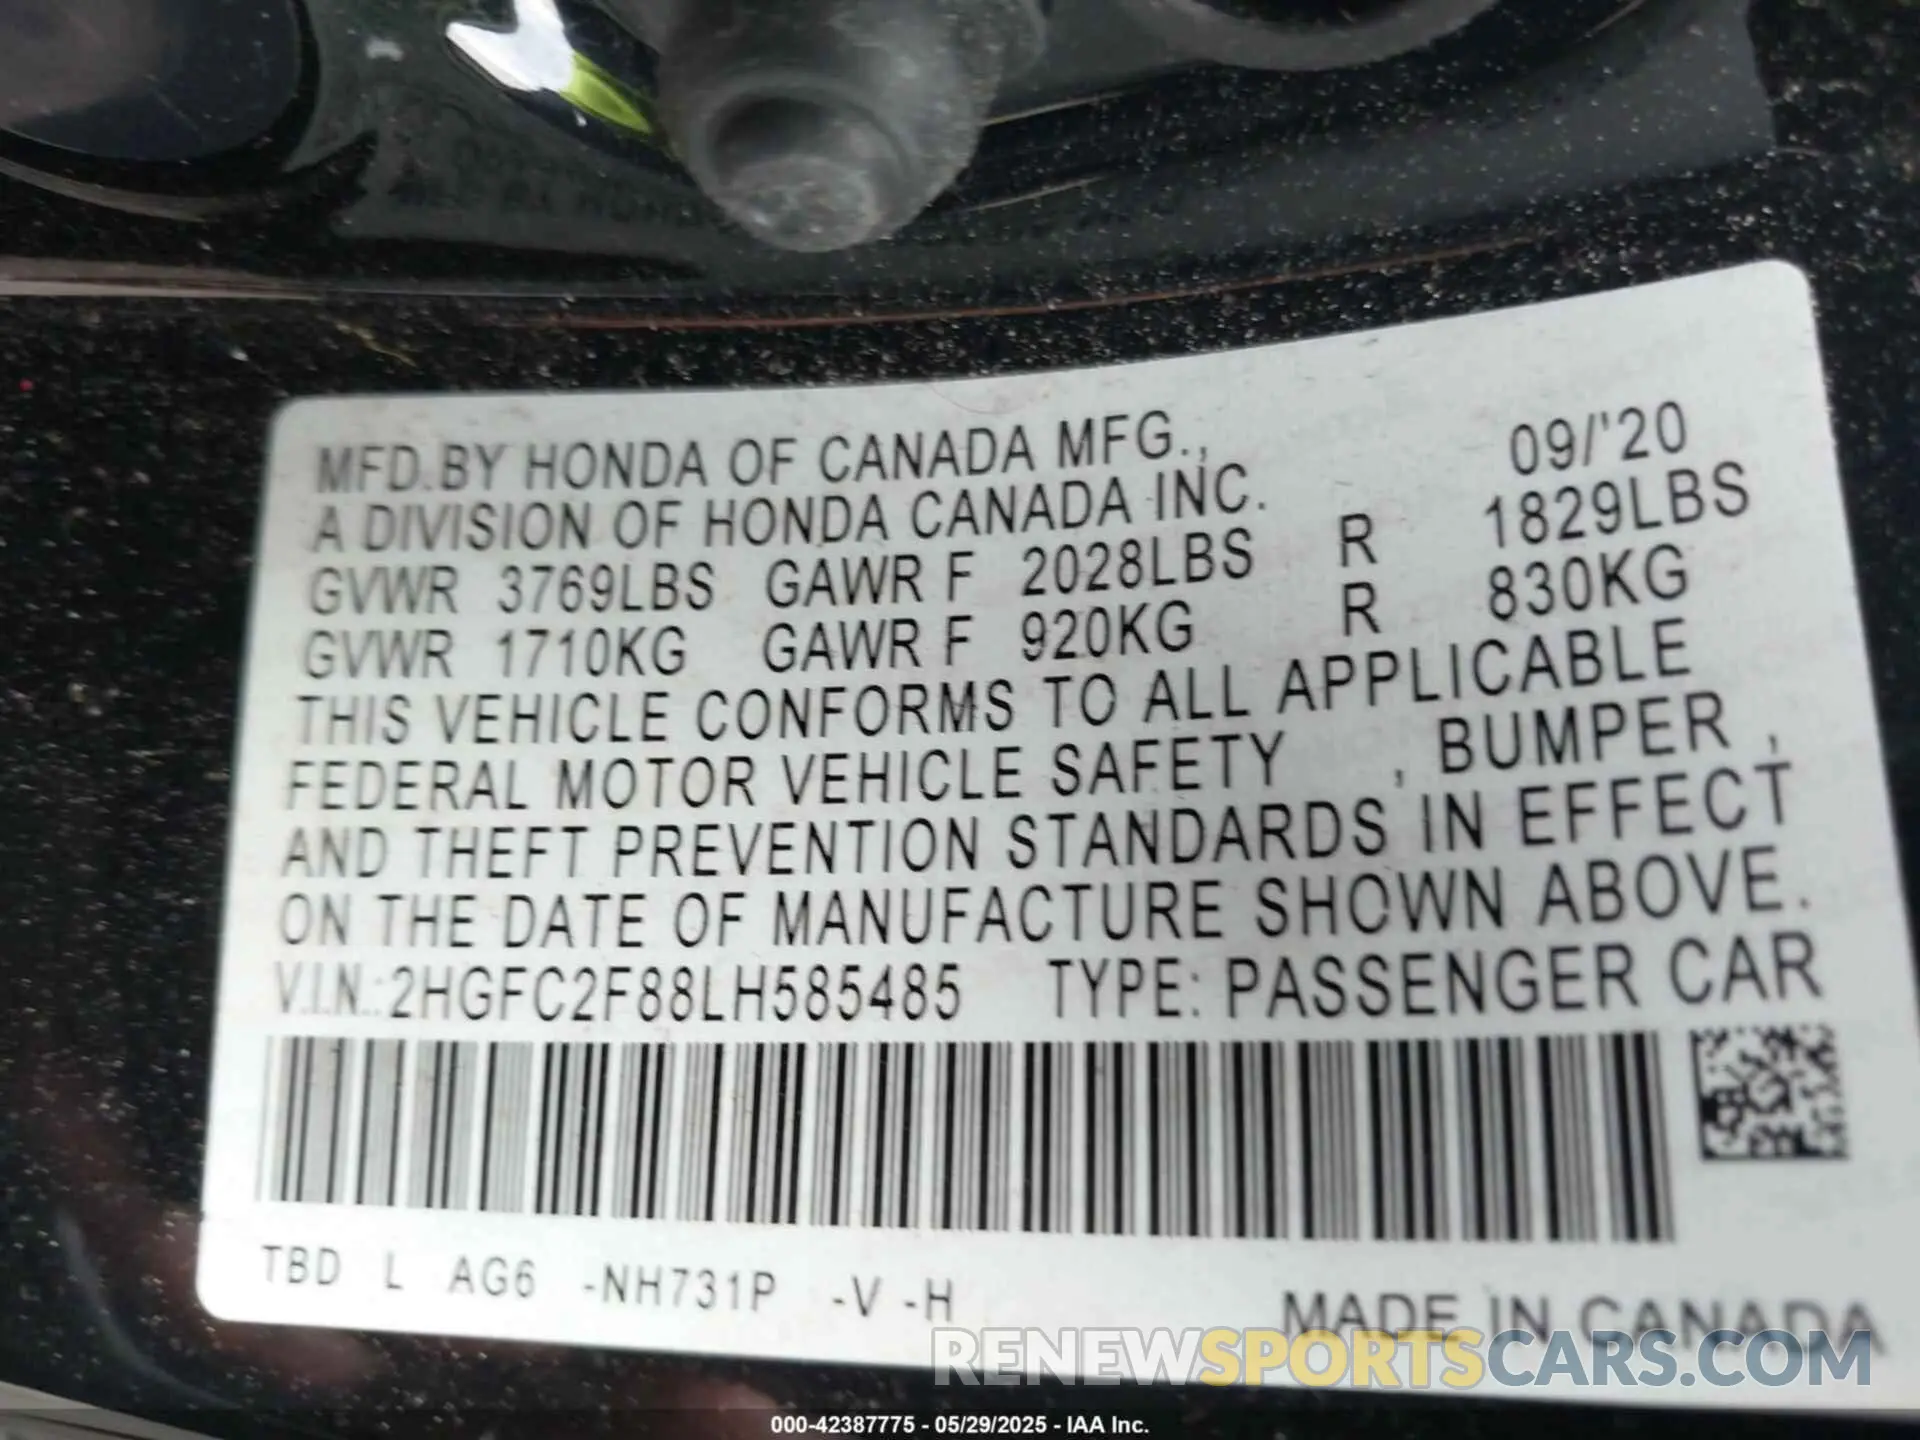 MFD.BY HONDA OF CANADA MFG., 09/'20
A DIVISION OF HONDA CANADA INC.
GVWR 3769LBS GAWR F 2028LBS R 1829LBS
GVWR 1710KG GAWR F 920KG R 830KG
THIS VEHICLE CONFORMS TO ALL APPLICABLE
FEDERAL MOTOR VEHICLE SAFETY , BUMPER ,
AND THEFT PREVENTION STANDARDS IN EFFECT
ON THE DATE OF MANUFACTURE SHOWN ABOVE.
V.I.N.:2HGFC2F88LH585485 TYPE: PASSENGER CAR
TBD L AG6 -NH731P -V -H
MADE IN CANADA
RENEWSPORTSCARS.COM
000-42387775 - 05/29/2025 - IAA Inc.